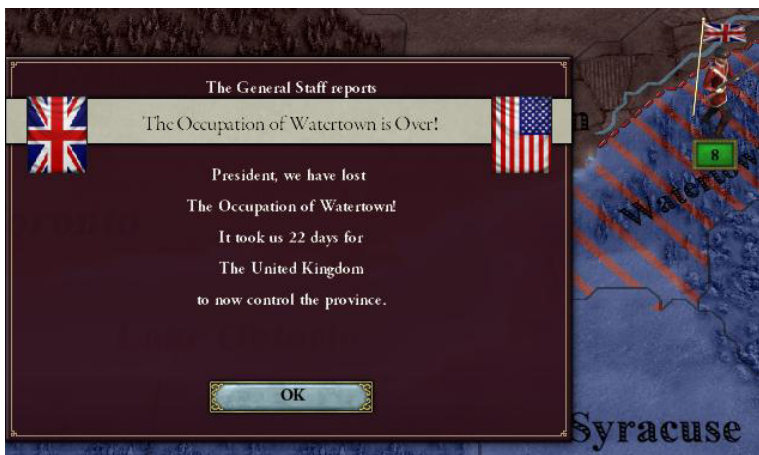 The General Staff reports
The Occupation of Watertown is Over!
President, we have lost
The Occupation of Watertown!
It took us 22 days for
The United Kingdom
to now control the province.
OK
8
Watertown
Syracuse